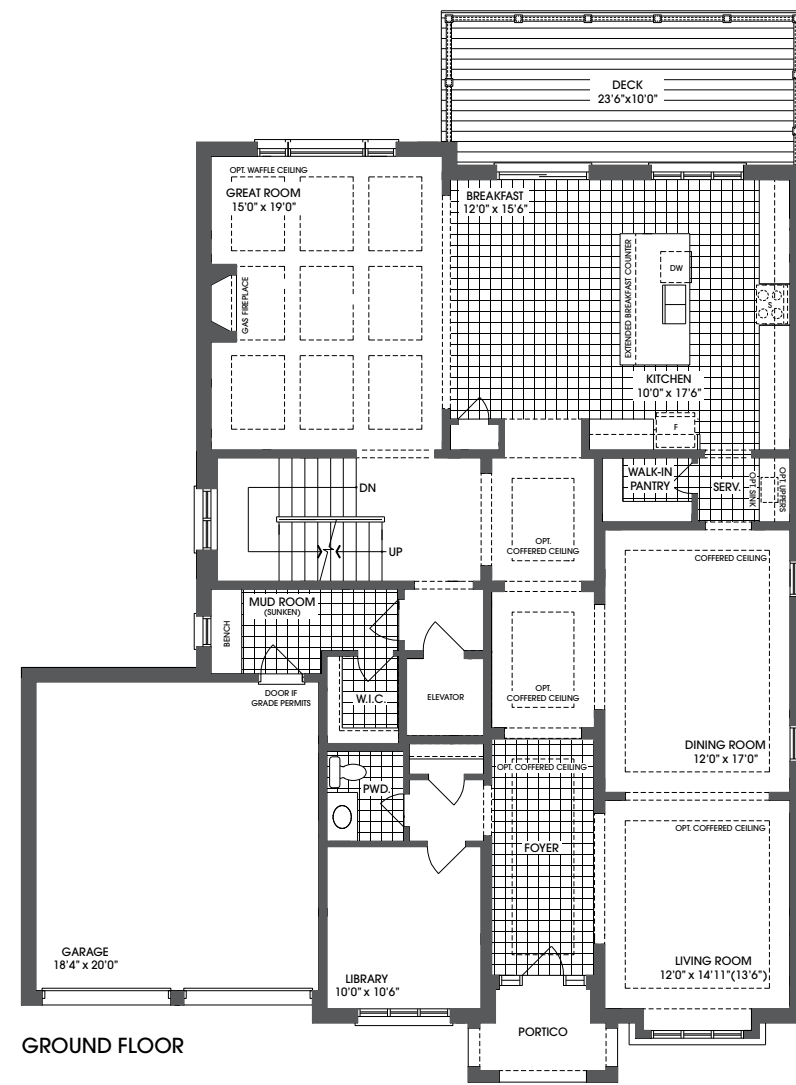 DECK
23'6"x10'0"
OPT. WAFFLE CEILING
GREAT ROOM
15'0" x 19'0"
BREAKFAST
12'0" x 15'6"
GAS FIREPLACE
EXTENDED BREAKFAST COUNTER
DW
S
KITCHEN
10'0" x 17'6"
F
WALK-IN
PANTRY
SERV.
OPT. SINK
OPT. UPPERS
DN
UP
OPT.
COFFERED CEILING
COFFERED CEILING
MUD ROOM
(SUNKEN)
BENCH
DOOR IF
GRADE PERMITS
W.I.C.
ELEVATOR
OPT.
COFFERED CEILING
DINING ROOM
12'0" x 17'0"
OPT. COFFERED CEILING
PWD.
FOYER
OPT. COFFERED CEILING
GARAGE
18'4" x 20'0"
LIBRARY
10'0" x 10'6"
LIVING ROOM
12'0" x 14'11"(13'6")
PORTICO
GROUND FLOOR